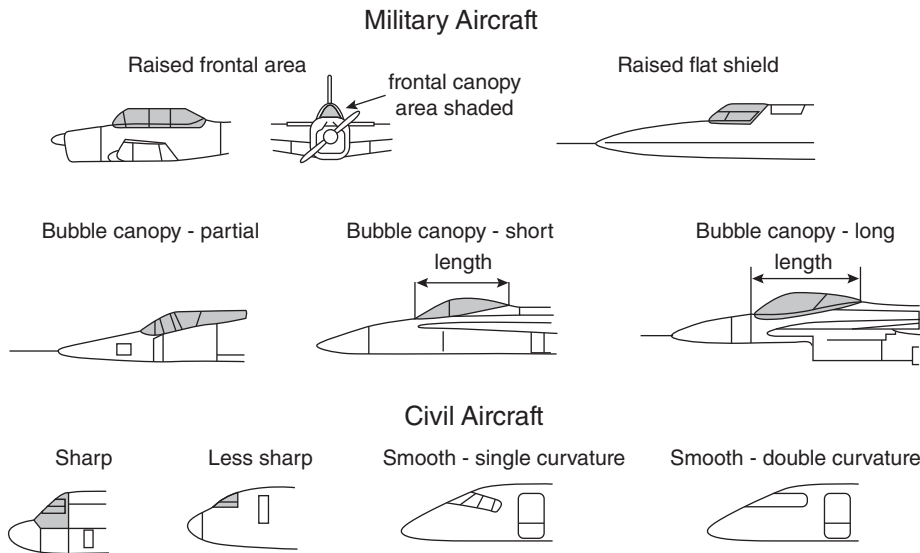 Military Aircraft
Raised frontal area
frontal canopy
area shaded
Raised flat shield
Bubble canopy - partial
Bubble canopy - short
length
Bubble canopy - long
length
Civil Aircraft
Sharp
Less sharp
Smooth - single curvature
Smooth - double curvature